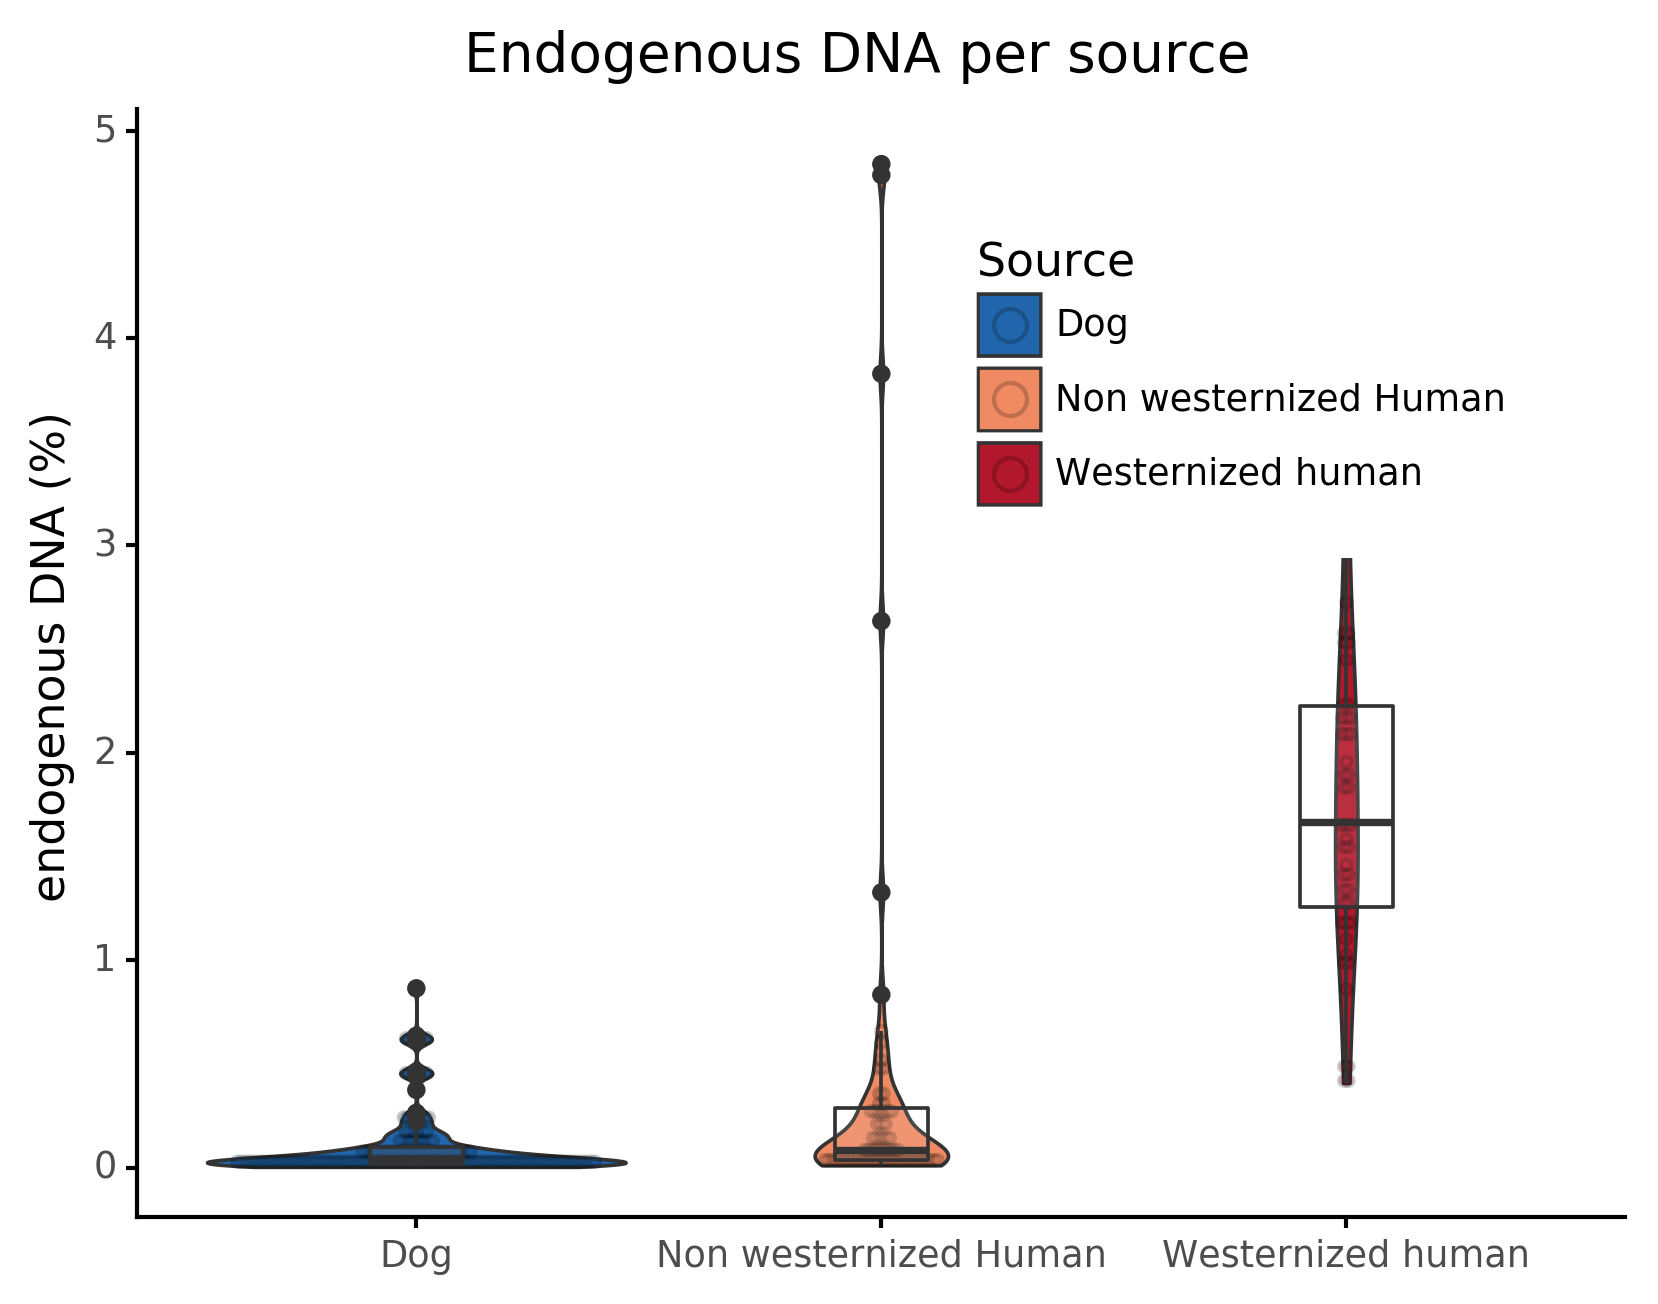 Endogenous DNA per source
endogenous DNA (%)
5
4
3
2
1
0
Source
Dog
Non westernized Human
Westernized human
Dog
Non westernized Human
Westernized human